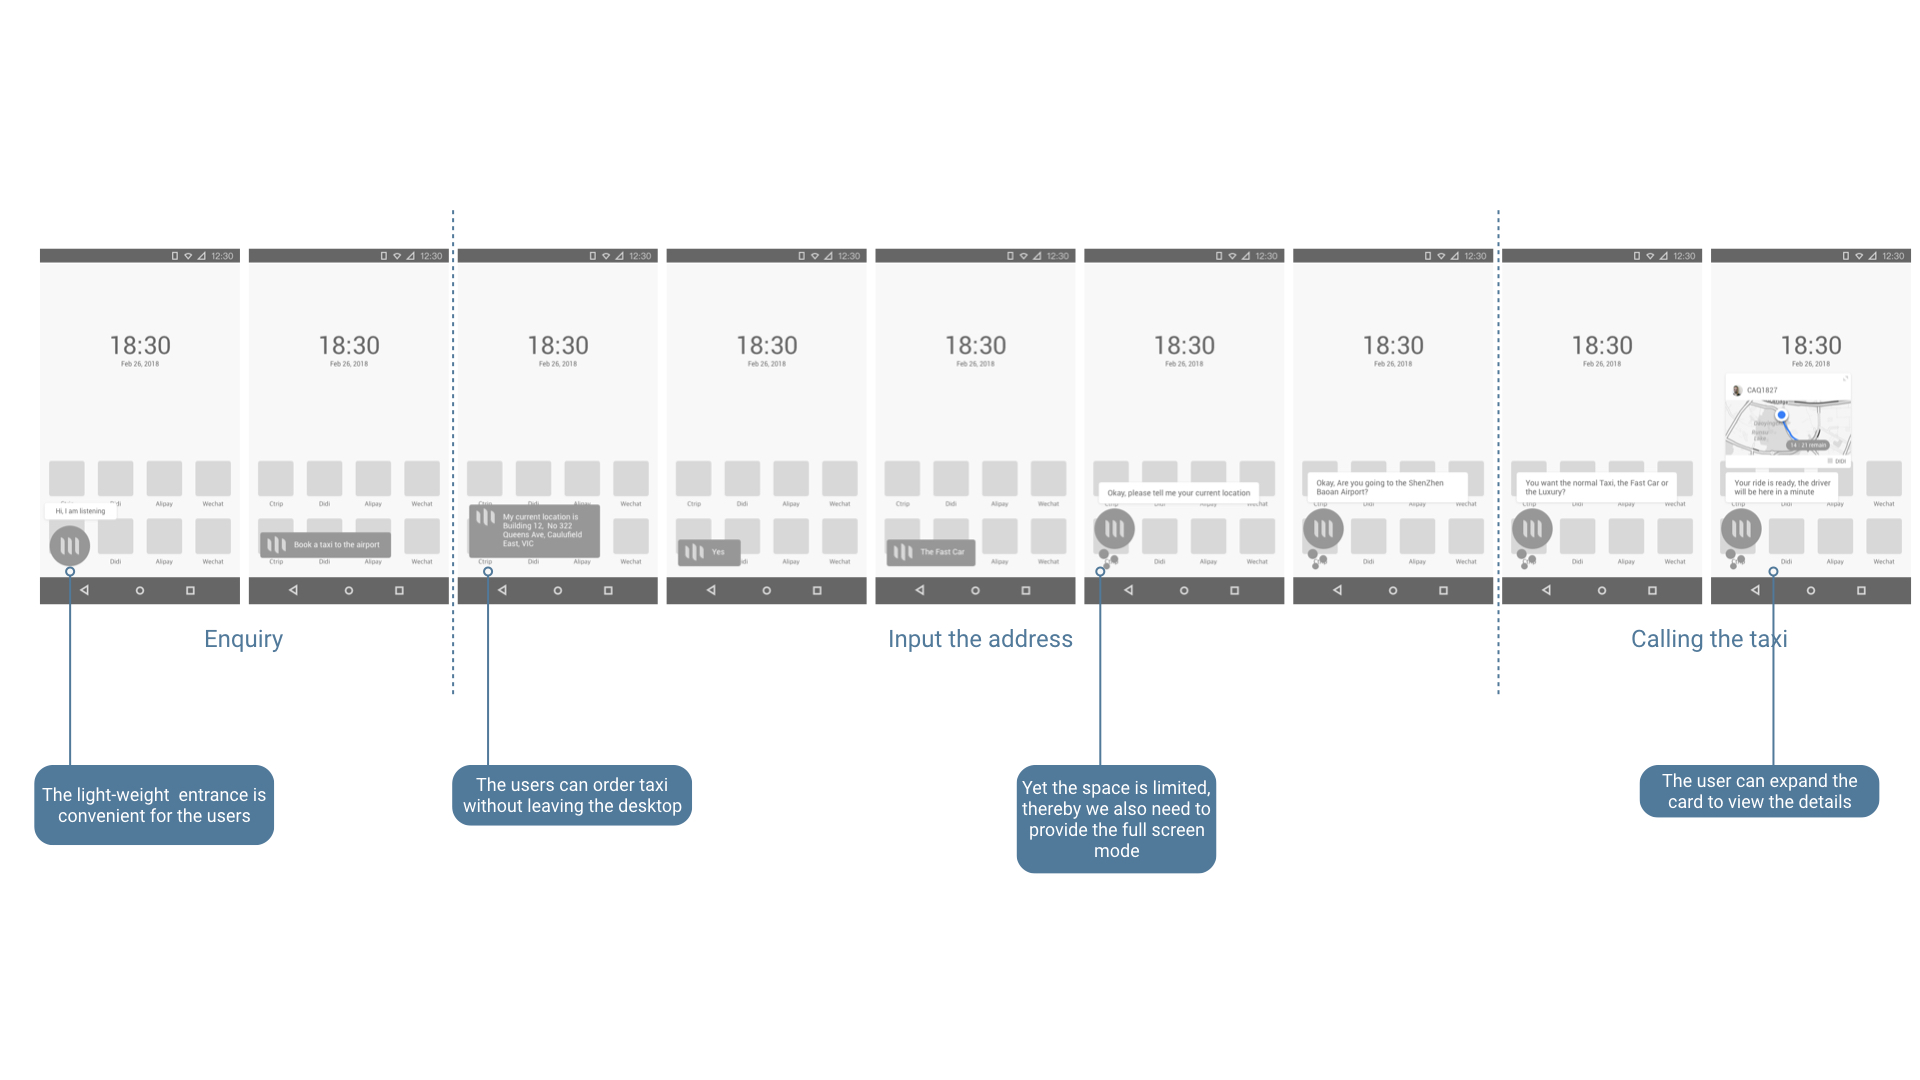 12:30
18:30
Feb 26, 2018
Ctrip Didi Alipay Wechat
Hi, I am listening
Didi Alipay Wechat
12:30
18:30
Feb 26, 2018
Ctrip Didi Alipay Wechat
Book a taxi to the airport
Ctrip Didi Alipay Wechat
12:30
18:30
Feb 26, 2018
Ctrip Didi Alipay Wechat
My current location is
Building 12, No 322
Queens Ave, Caulufield
East, VIC
Ctrip Didi Alipay Wechat
12:30
18:30
Feb 26, 2018
Ctrip Didi Alipay Wechat
Yes
Didi Alipay Wechat
12:30
18:30
Feb 26, 2018
Ctrip Didi Alipay Wechat
The Fast Car
Alipay Wechat
12:30
18:30
Feb 26, 2018
Okay, please tell me your current location
Ctrip Didi Alipay Wechat
Didi Alipay Wechat
12:30
18:30
Feb 26, 2018
Okay, Are you going to the ShenZhen
Baoan Airport?
Ctrip Didi Alipay Wechat
Didi Alipay Wechat
12:30
18:30
Feb 26, 2018
You want the normal Taxi, the Fast Car or
the Luxury?
Ctrip Didi Alipay Wechat
Didi Alipay Wechat
12:30
18:30
Feb 26, 2018
CAQ1827
14 : 21 remain
DiDi
Your ride is ready, the driver
will be here in a minute
Ctrip Didi Alipay Wechat
Didi Alipay Wechat
Enquiry
Input the address
Calling the taxi
The light-weight entrance is
convenient for the users
The users can order taxi
without leaving the desktop
Yet the space is limited,
thereby we also need to
provide the full screen
mode
The user can expand the
card to view the details